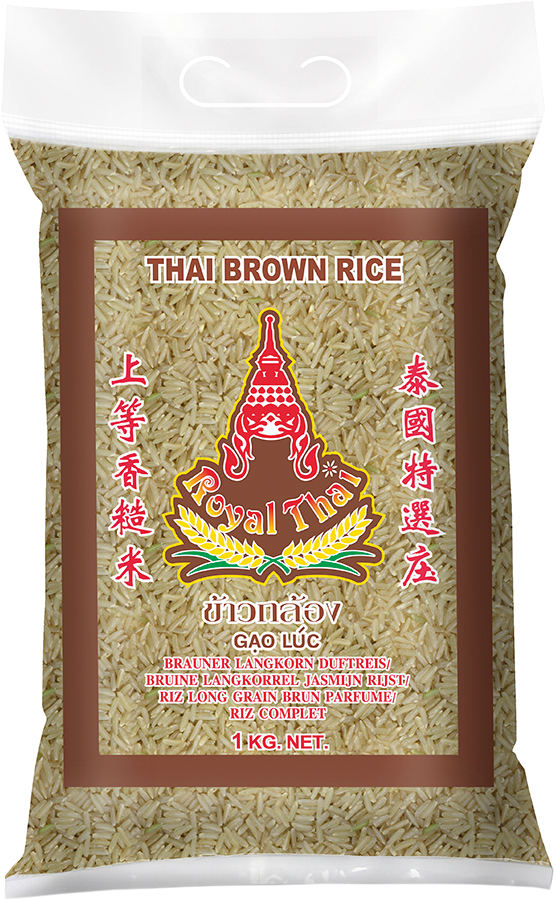 THAI BROWN RICE
泰國特選庄
上等香糙米
Royal Thai
ข้าวกล้อง
GẠO LÚC
BRAUNER LANGKORN DUFTREIS/
BRUINE LANGKORREL JASMIJN RIJST/
RIZ LONG GRAIN BRUN PARFUME/
RIZ COMPLET
1 KG. NET.